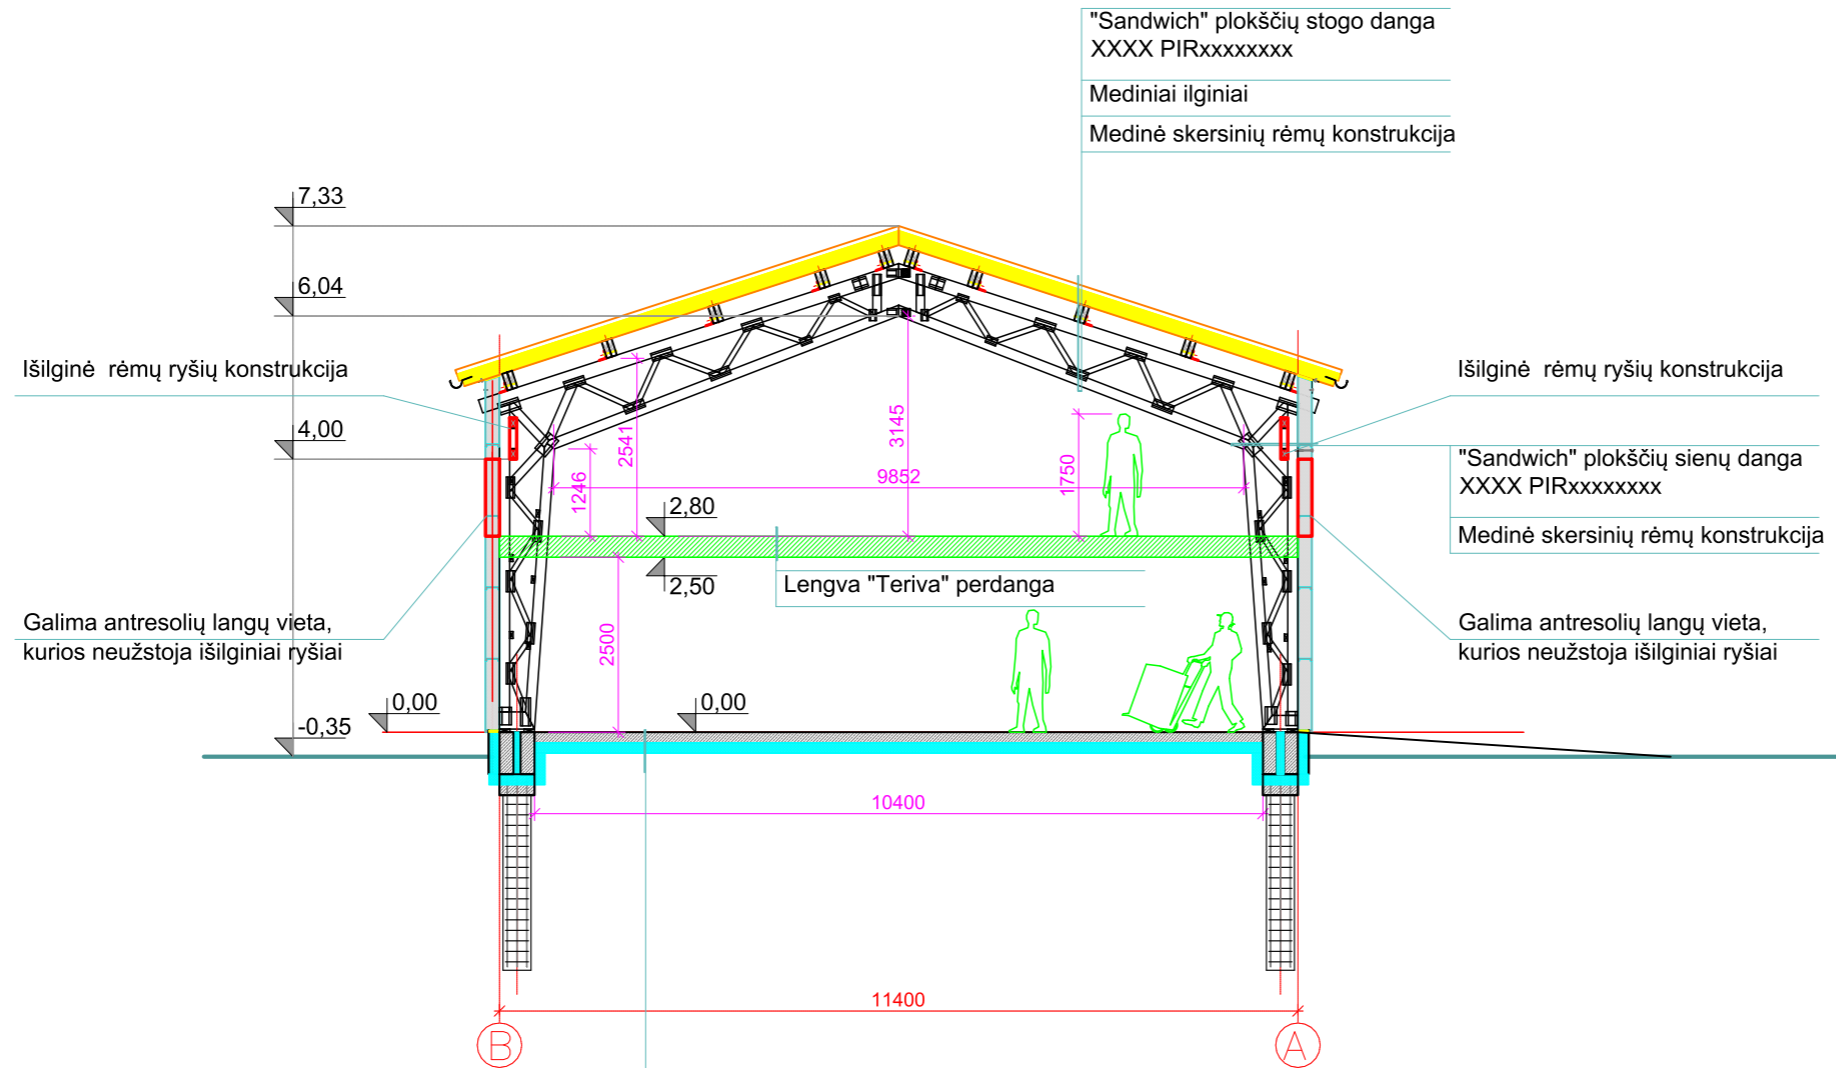 "Sandwich" plokščių stogo danga
XXXX PIRxxxxxxxx
Mediniai ilginiai
Medinė skersinių rėmų konstrukcija
7,33
6,04
Išilginė  rėmų ryšių konstrukcija
Išilginė  rėmų ryšių konstrukcija
4,00
2541
3145
1750
1246
9852
"Sandwich" plokščių sienų danga
XXXX PIRxxxxxxxx
Medinė skersinių rėmų konstrukcija
2,80
2,50
Lengva "Teriva" perdanga
Galima antresolių langų vieta,
kurios neužstoja išilginiai ryšiai
2500
Galima antresolių langų vieta,
kurios neužstoja išilginiai ryšiai
0,00
0,00
-0,35
10400
11400
B
A